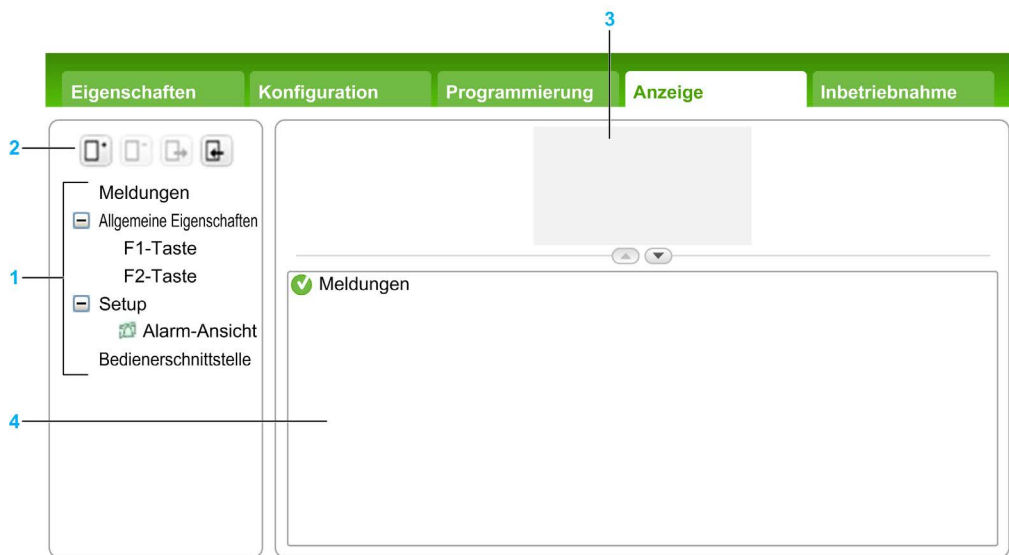 3
Eigenschaften Konfiguration Programmierung Anzeige Inbetriebnahme
2
Meldungen
Allgemeine Eigenschaften
F1-Taste
F2-Taste
1
Setup
Alarm-Ansicht
Bedienerschnittstelle
Meldungen
4